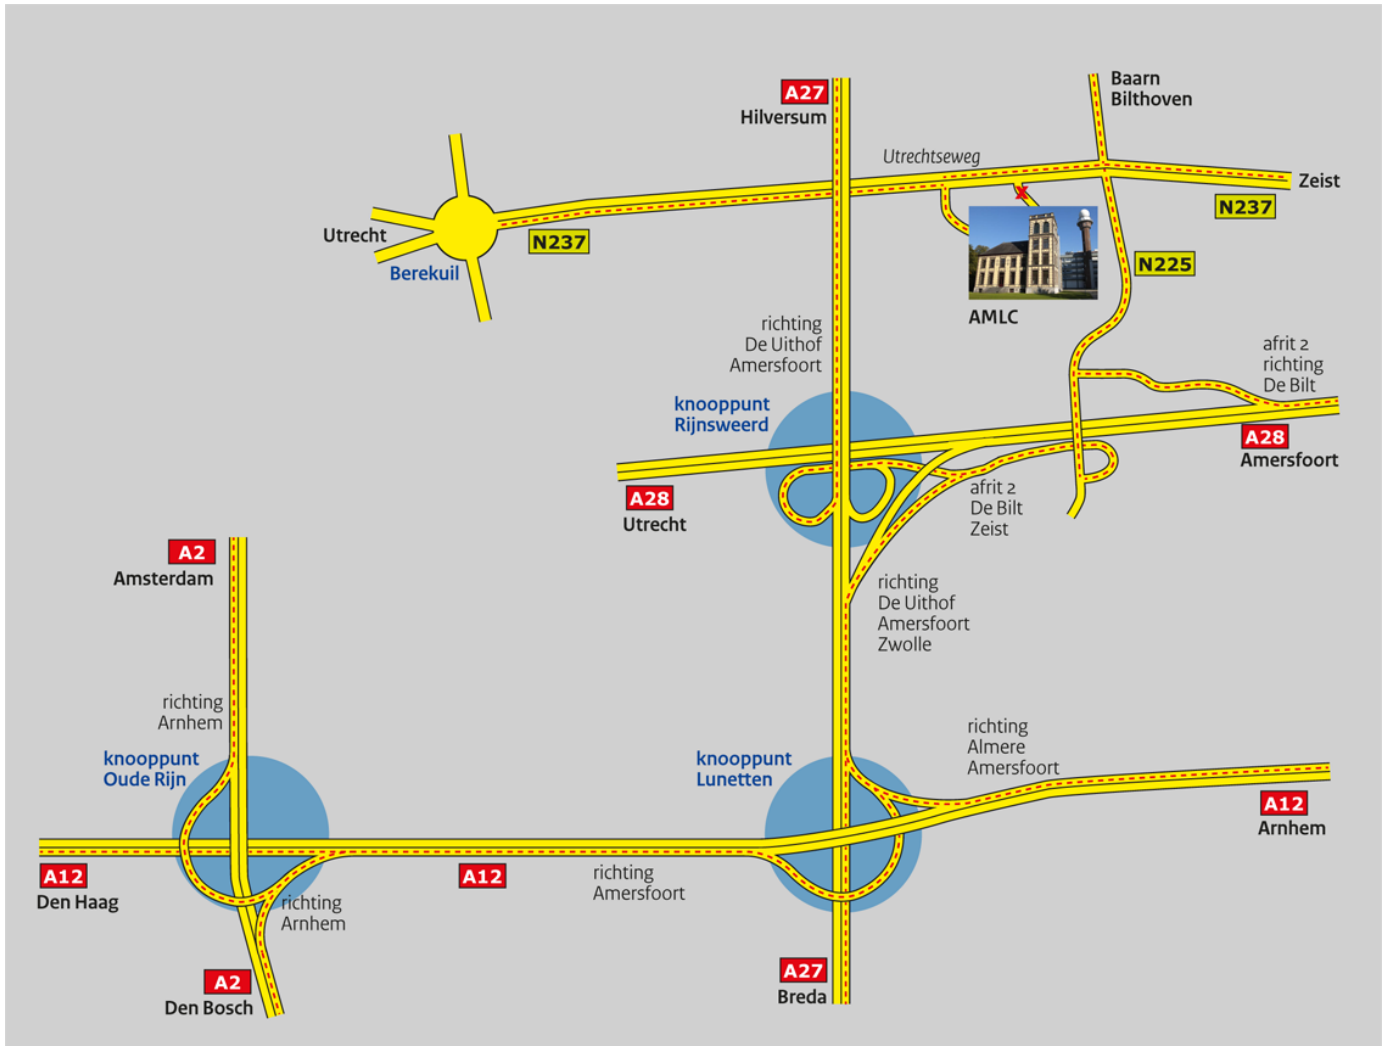 Baarn
Bilthoven
A27
Hilversum
Utrechtseweg
Zeist
N237
Utrecht
N237
Berekuil
N225
AMLC
richting
De Uithof
Amersfoort
afrit 2
richting
De Bilt
knooppunt
Rijnsweerd
A28
Amersfoort
A28
Utrecht
afrit 2
De Bilt
Zeist
A2
Amsterdam
richting
De Uithof
Amersfoort
Zwolle
richting
Arnhem
richting
Almere
Amersfoort
knooppunt
Oude Rijn
knooppunt
Lunetten
A12
Arnhem
A12
Den Haag
A12
richting
Amersfoort
richting
Arnhem
A2
Den Bosch
A27
Breda